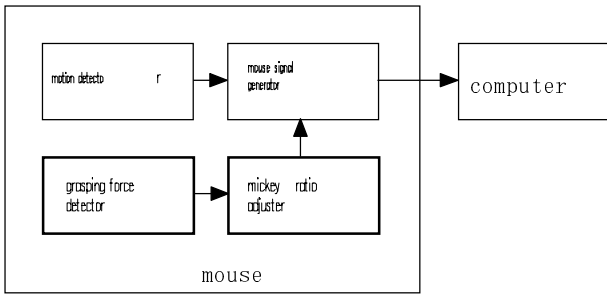 motion detecto r
mouse signal
generator
computer
grasping force
detector
mickey ratio
adjuster
mouse